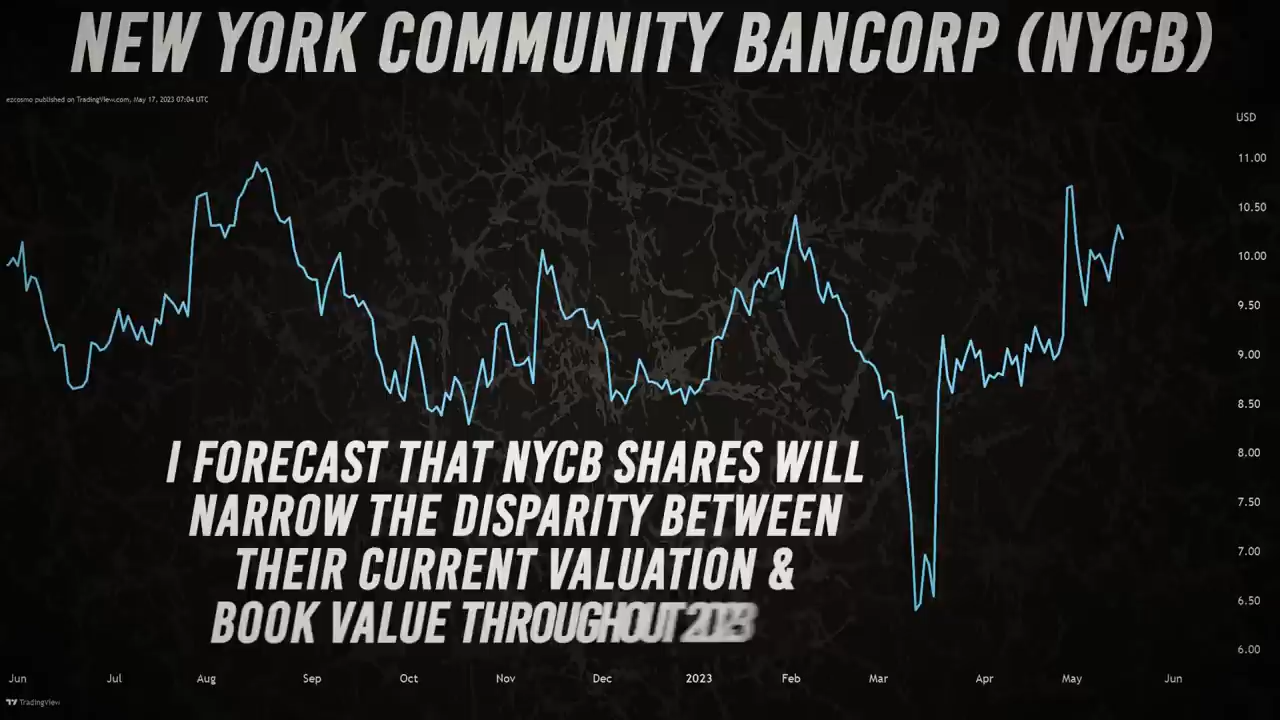 NEW YORK COMMUNITY BANCORP (NYCB)
ezcosmo published on TradingView.com, May 17, 2023 07:04 UTC
USD
11.00
10.50
10.00
9.50
9.00
8.50
8.00
7.50
7.00
6.50
6.00
I FORECAST THAT NYCB SHARES WILL
NARROW THE DISPARITY BETWEEN
THEIR CURRENT VALUATION &
BOOK VALUE THROUGHOUT 2023
Jun Jul Aug Sep Oct Nov Dec 2023 Feb Mar Apr May Jun
TradingView